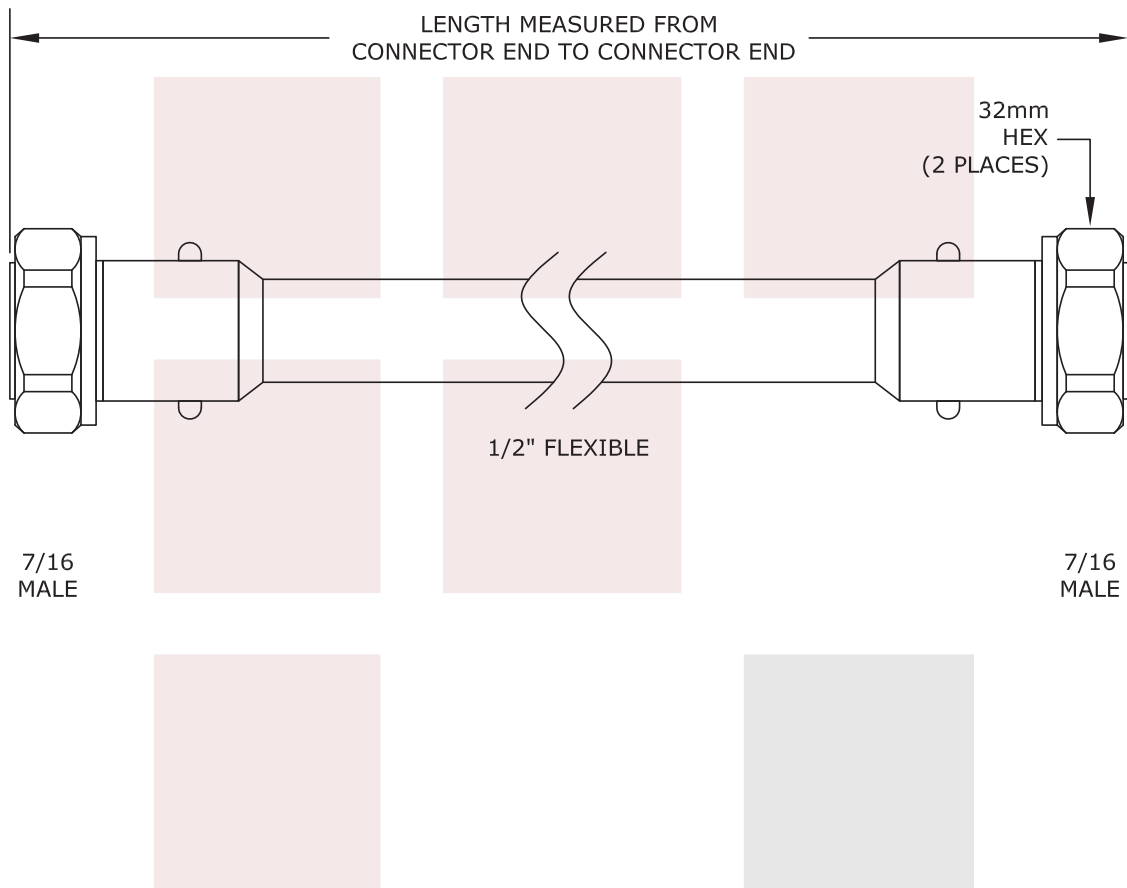 LENGTH MEASURED FROM
CONNECTOR END TO CONNECTOR END
32mm
HEX
(2 PLACES)
1/2" FLEXIBLE
7/16
MALE
7/16
MALE